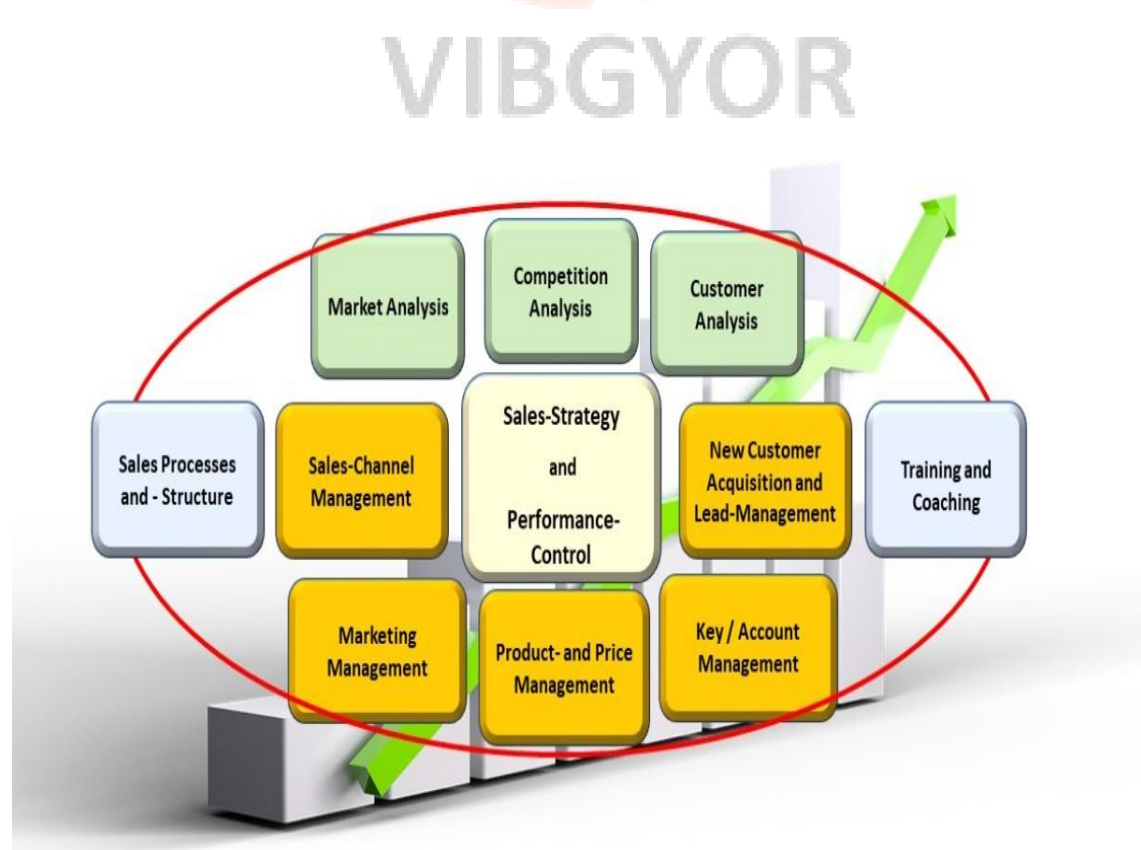 VIBGYOR
Market Analysis
Competition
Analysis
Customer
Analysis
Sales Processes
and - Structure
Sales-Channel
Management
Sales-Strategy
and
Performance-
Control
New Customer
Acquisition and
Lead-Management
Training and
Coaching
Marketing
Management
Product- and Price
Management
Key / Account
Management